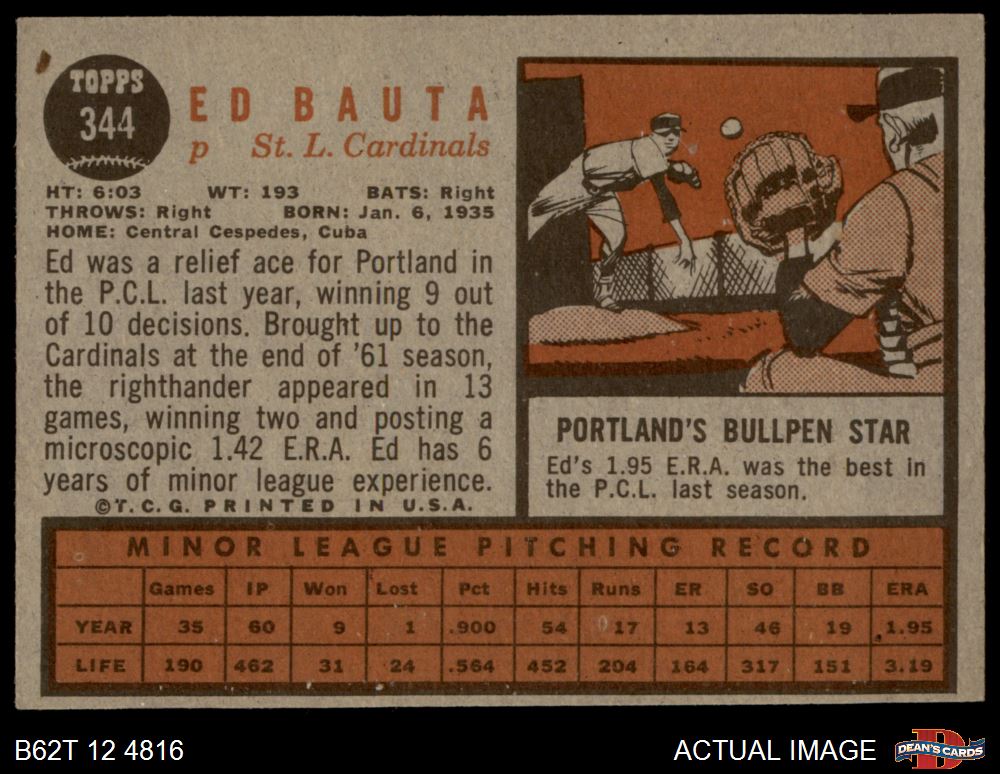 TOPPS
344
ED BAUTA
p St. L. Cardinals
HT: 6:03 WT: 193 BATS: Right
THROWS: Right BORN: Jan. 6, 1935
HOME: Central Cespedes, Cuba
Ed was a relief ace for Portland in
the P.C.L. last year, winning 9 out
of 10 decisions. Brought up to the
Cardinals at the end of '61 season,
the righthander appeared in 13
games, winning two and posting a
microscopic 1.42 E.R.A. Ed has 6
years of minor league experience.
©T.C.G. PRINTED IN U.S.A.
PORTLAND'S BULLPEN STAR
Ed's 1.95 E.R.A. was the best in
the P.C.L. last season.
MINOR LEAGUE PITCHING RECORD
Games IP Won Lost Pct Hits Runs ER SO BB ERA
YEAR 35 60 9 1 .900 54 17 13 46 19 1.95
LIFE 190 462 31 24 .564 452 204 164 317 151 3.19
B62T 12 4816
ACTUAL IMAGE
D
DEAN'S CARDS